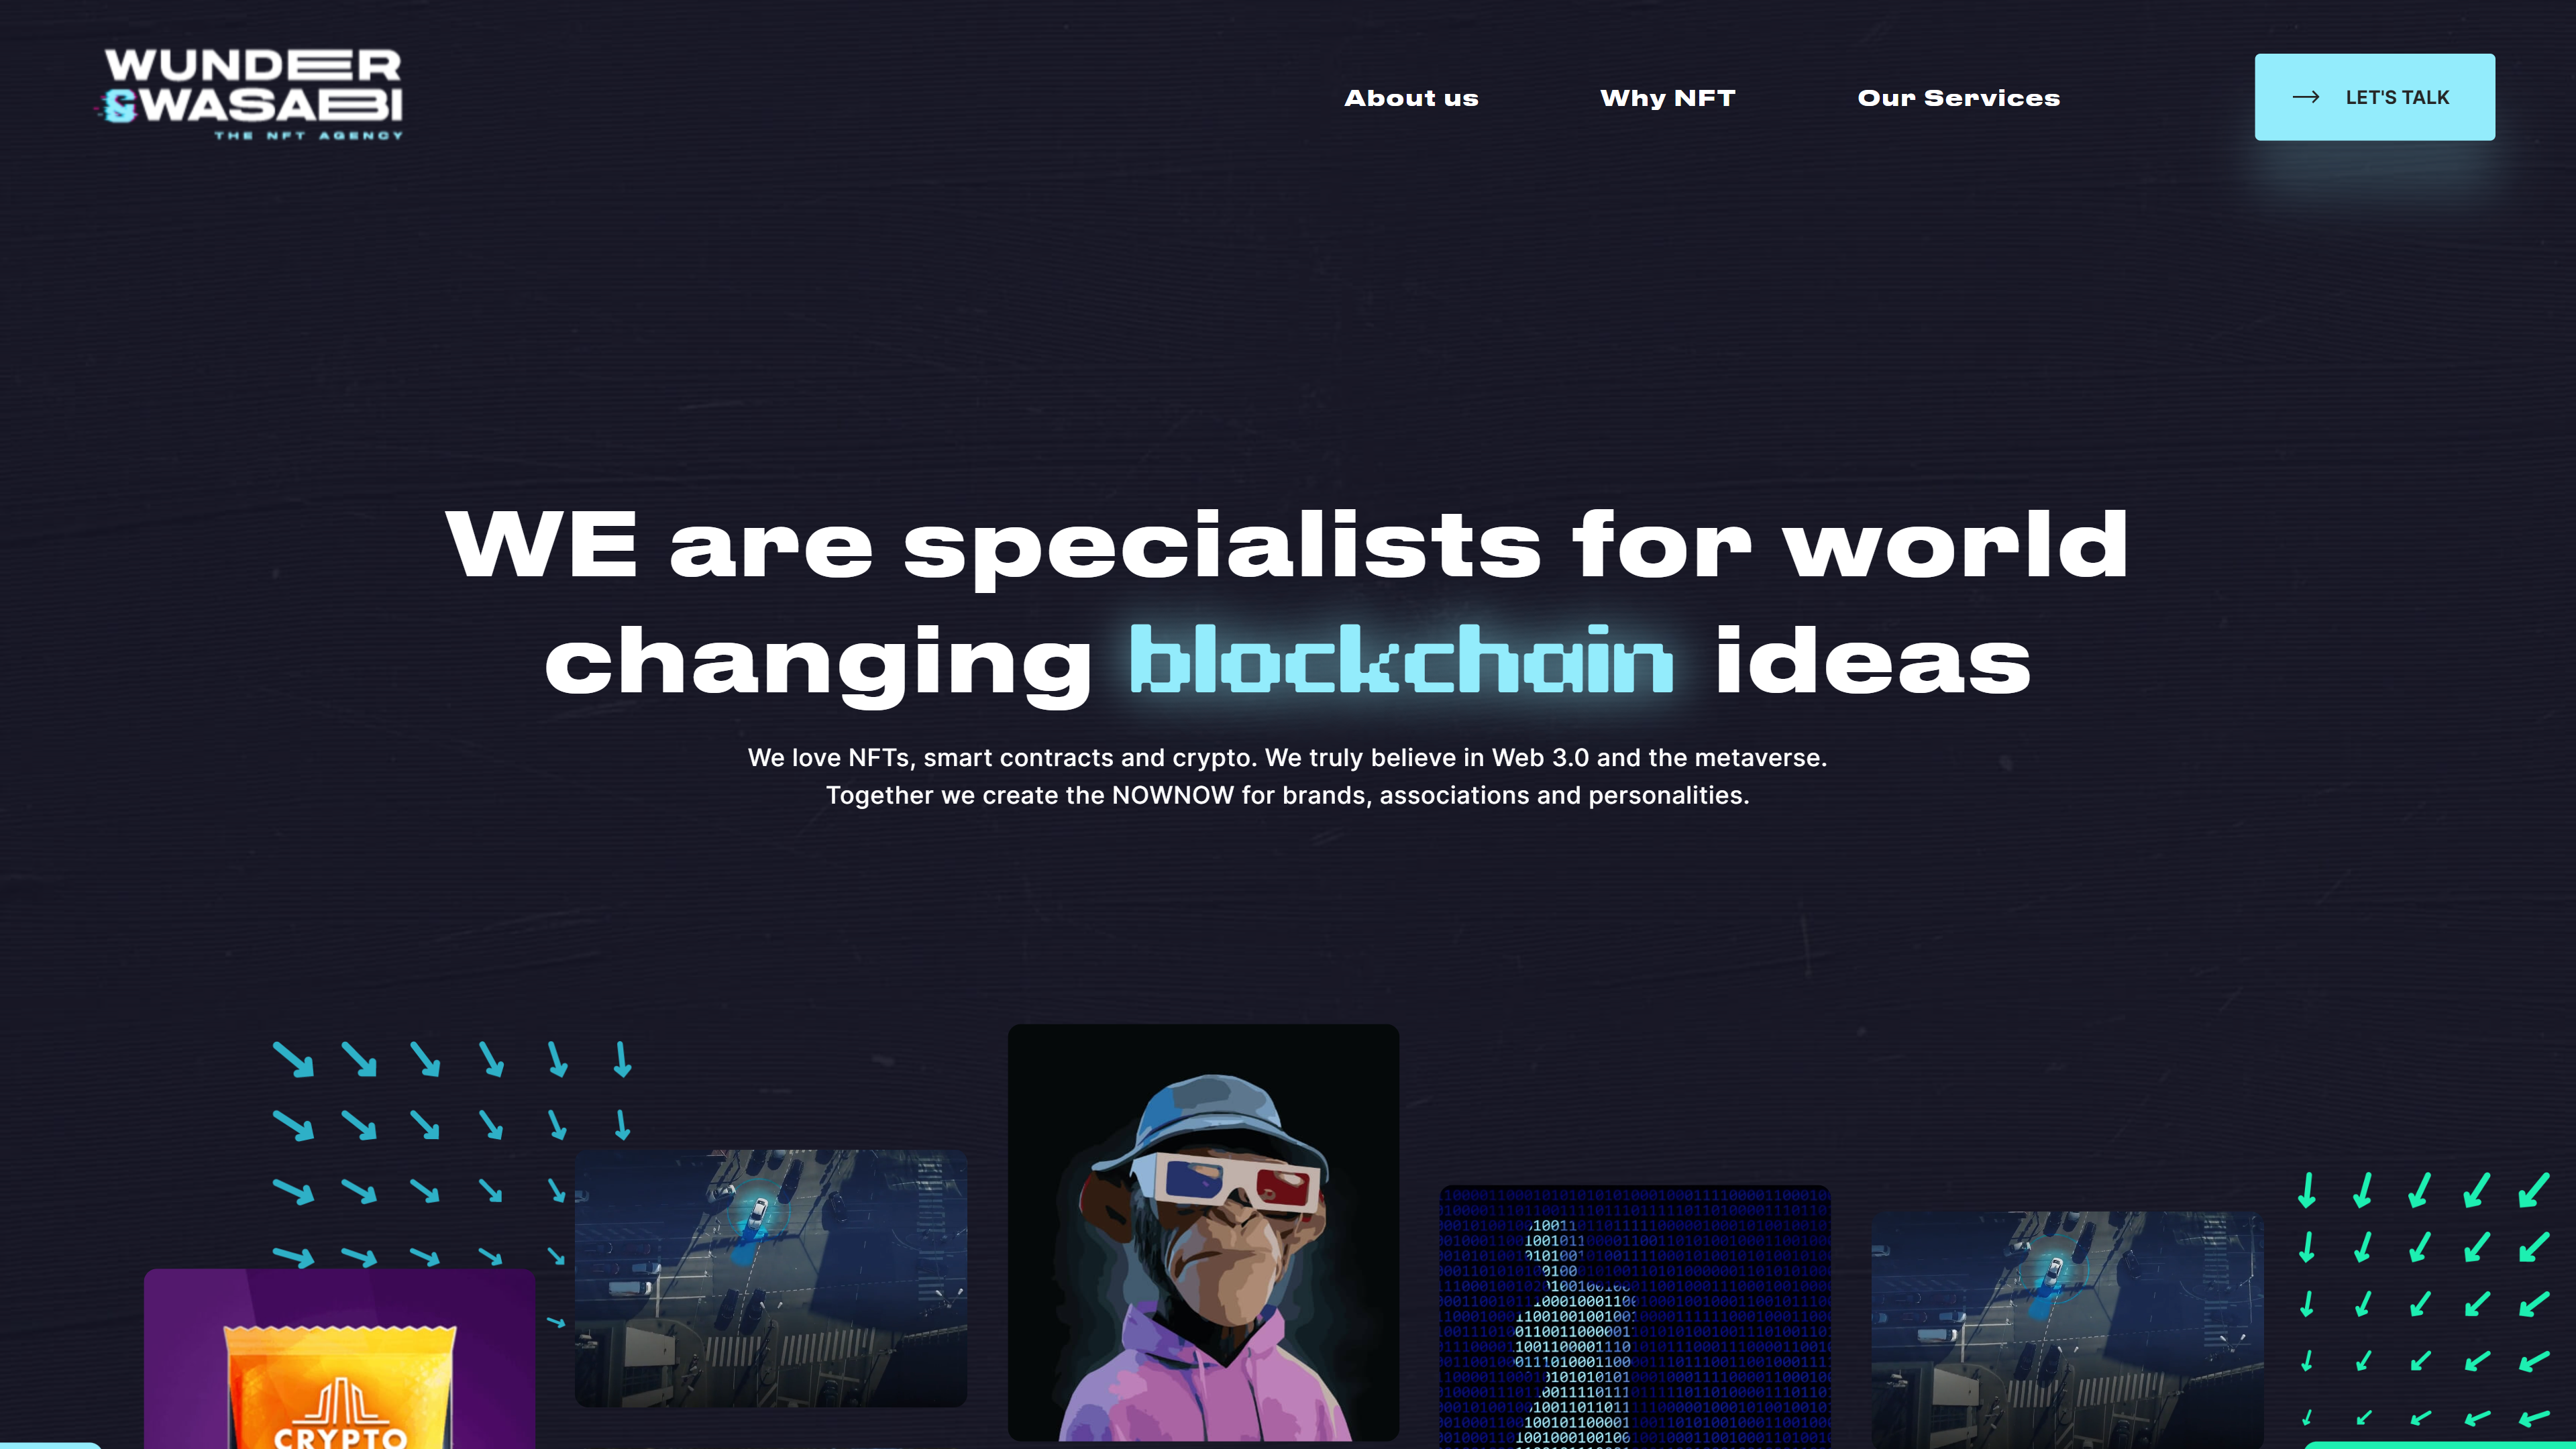 WUNDER
&WASABI
THE NFT AGENCY
About us
Why NFT
Our Services
LET'S TALK
WE are specialists for world
changing blockchain ideas
We love NFTs, smart contracts and crypto. We truly believe in Web 3.0 and the metaverse.
Together we create the NOWNOW for brands, associations and personalities.
CRYPTO